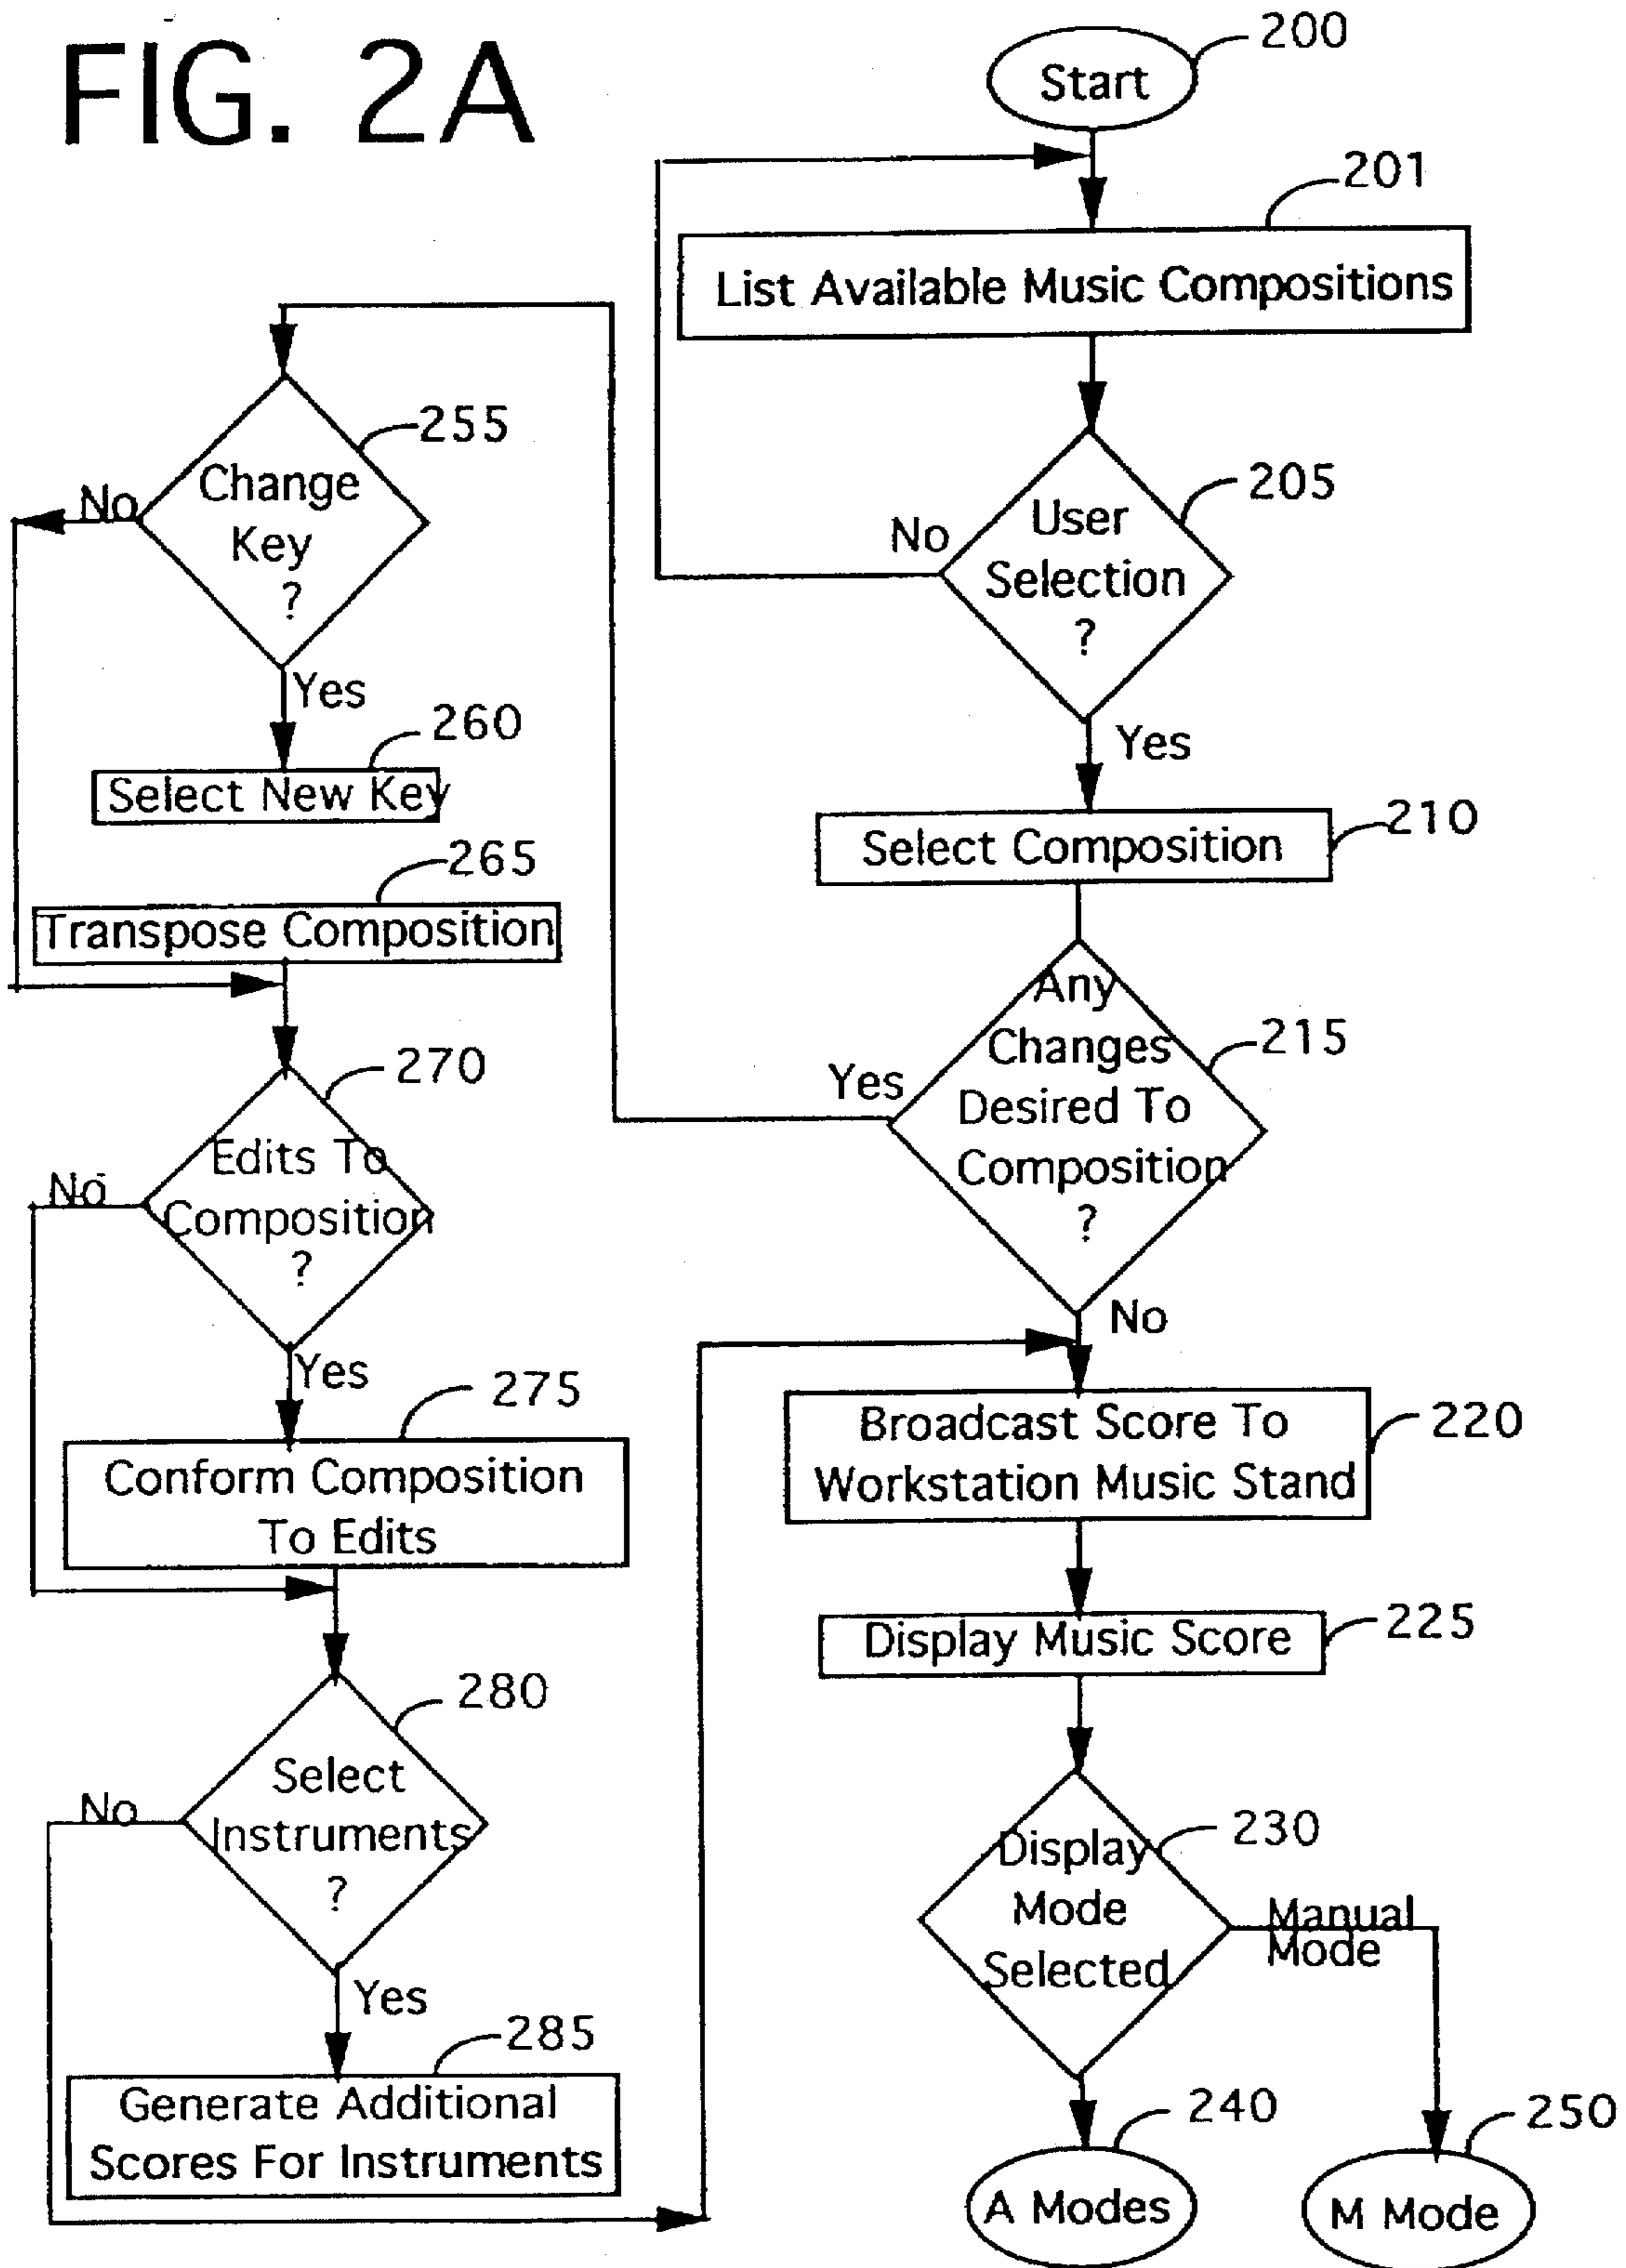 FIG. 2A
Start
200
201
List Available Music Compositions
205
User
Selection
?
No
Yes
210
Select Composition
215
Any
Changes
Desired To
Composition
?
Yes
No
220
Broadcast Score To
Workstation Music Stand
225
Display Music Score
230
Display
Mode
Selected
Manual
Mode
240
A Modes
250
M Mode
255
Change
Key
?
No
Yes
260
Select New Key
265
Transpose Composition
270
Edits To
Composition
?
No
Yes
275
Conform Composition
To Edits
280
Select
Instruments
?
No
Yes
285
Generate Additional
Scores For Instruments